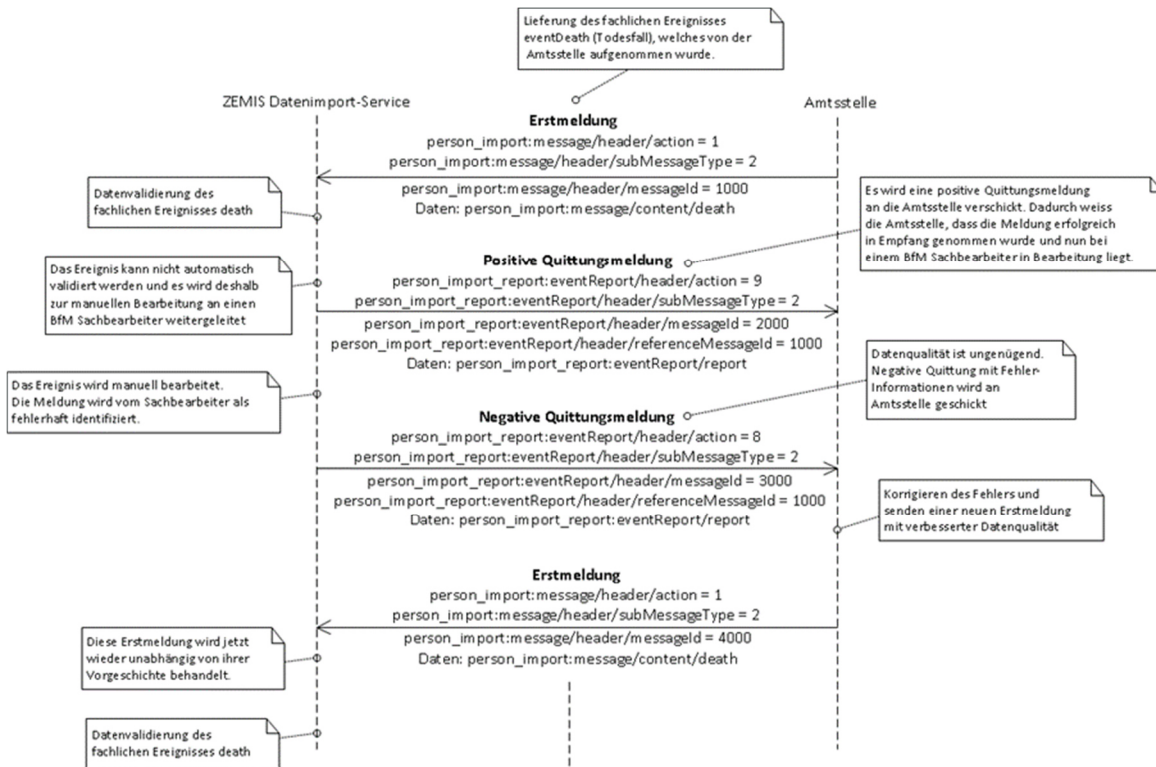 Lieferung des fachlichen Ereignisses
eventDeath (Todesfall), welches von der
Amtsstelle aufgenommen wurde.
ZEMIS Datenimport-Service
Amtsstelle
Erstmeldung
person_import:message/header/action = 1
person_import:message/header/subMessageType = 2
person_import:message/header/messageId = 1000
Daten: person_import:message/content/death
Datenvalidierung des
fachlichen Ereignisses death
Es wird eine positive Quittungsmeldung
an die Amtsstelle verschickt. Dadurch weiss
die Amtsstelle, dass die Meldung erfolgreich
in Empfang genommen wurde und nun bei
einem BfM Sachbearbeiter in Bearbeitung liegt.
Das Ereignis kann nicht automatisch
validiert werden und es wird deshalb
zur manuellen Bearbeitung an einen
BfM Sachbearbeiter weitergeleitet
Positive Quittungsmeldung
person_import_report:eventReport/header/action = 9
person_import_report:eventReport/header/subMessageType = 2
person_import_report:eventReport/header/messageId = 2000
person_import_report:eventReport/header/referenceMessageId = 1000
Daten: person_import_report:eventReport/report
Datenqualität ist ungenügend.
Negative Quittung mit Fehler-
Informationen wird an
Amtsstelle geschickt
Das Ereignis wird manuell bearbeitet.
Die Meldung wird vom Sachbearbeiter als
fehlerhaft identifiziert.
Negative Quittungsmeldung
person_import_report:eventReport/header/action = 8
person_import_report:eventReport/header/subMessageType = 2
person_import_report:eventReport/header/messageId = 3000
person_import_report:eventReport/header/referenceMessageId = 1000
Daten: person_import_report:eventReport/report
Korrigieren des Fehlers und
senden einer neuen Erstmeldung
mit verbesserter Datenqualität
Erstmeldung
person_import:message/header/action = 1
person_import:message/header/subMessageType = 2
person_import:message/header/messageId = 4000
Daten: person_import:message/content/death
Diese Erstmeldung wird jetzt
wieder unabhängig von ihrer
Vorgeschichte behandelt.
Datenvalidierung des
fachlichen Ereignisses death